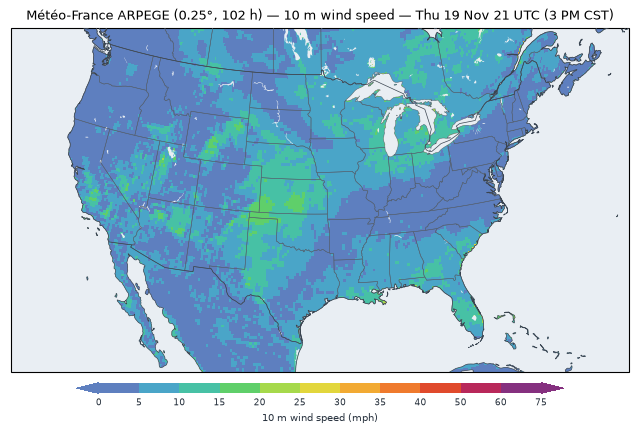 Météo-France ARPEGE (0.25°, 102 h) — 10 m wind speed — Thu 19 Nov 21 UTC (3 PM CST)
0 5 10 15 20 25 30 35 40 50 60 75
10 m wind speed (mph)